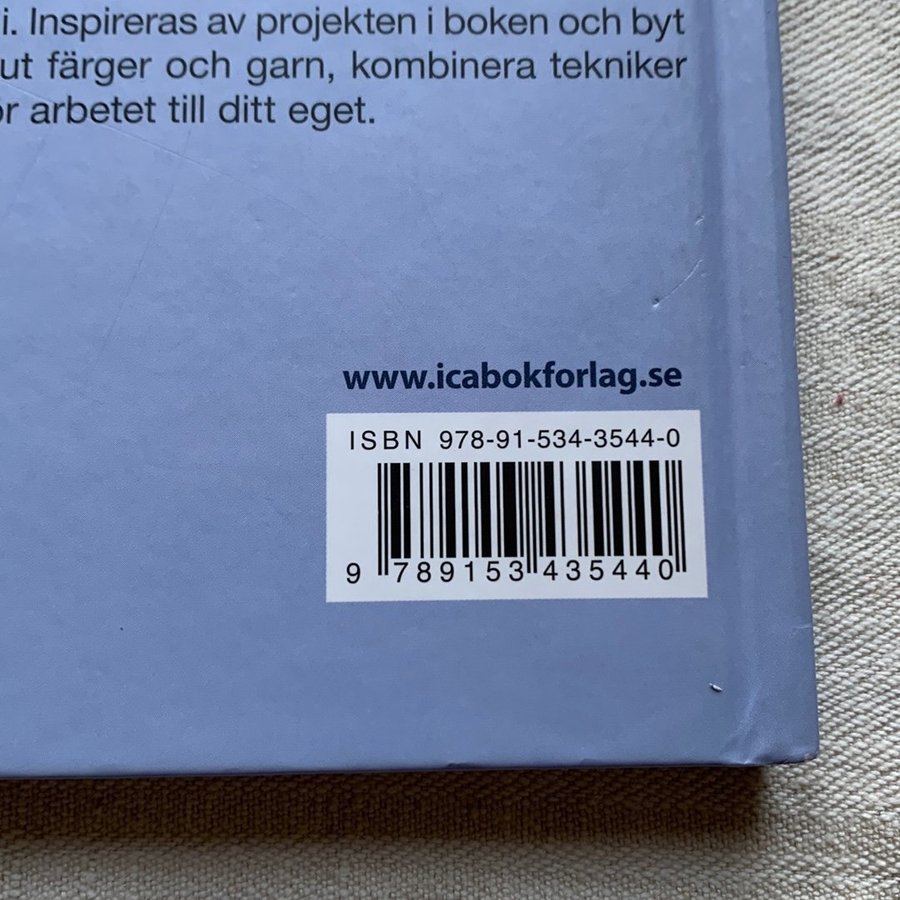 i. Inspireras av projekten i boken och byt
ut färger och garn, kombinera tekniker
arbetet till ditt eget.
www.icabokforlag.se
ISBN 978-91-534-3544-0
9 789153 435440